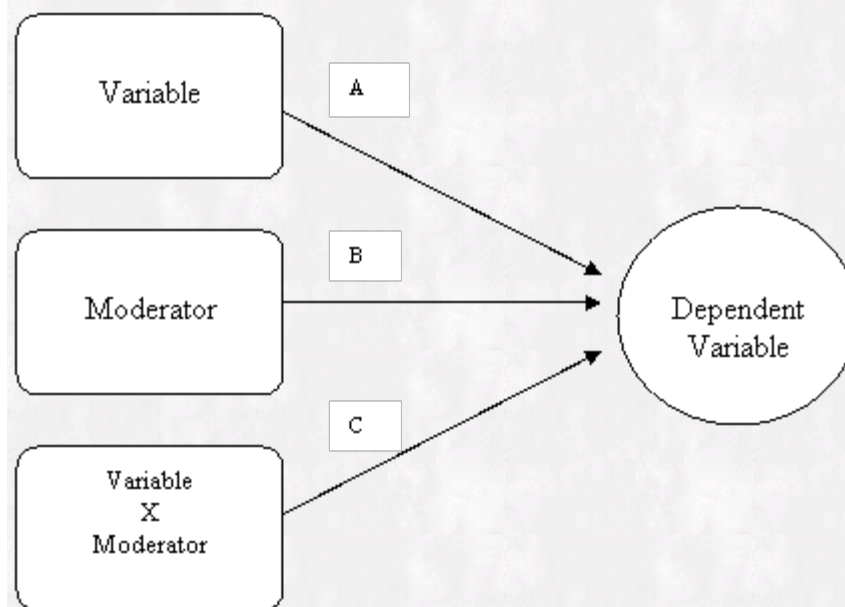 Variable
A
Moderator
B
Variable
X
Moderator
C
Dependent
Variable